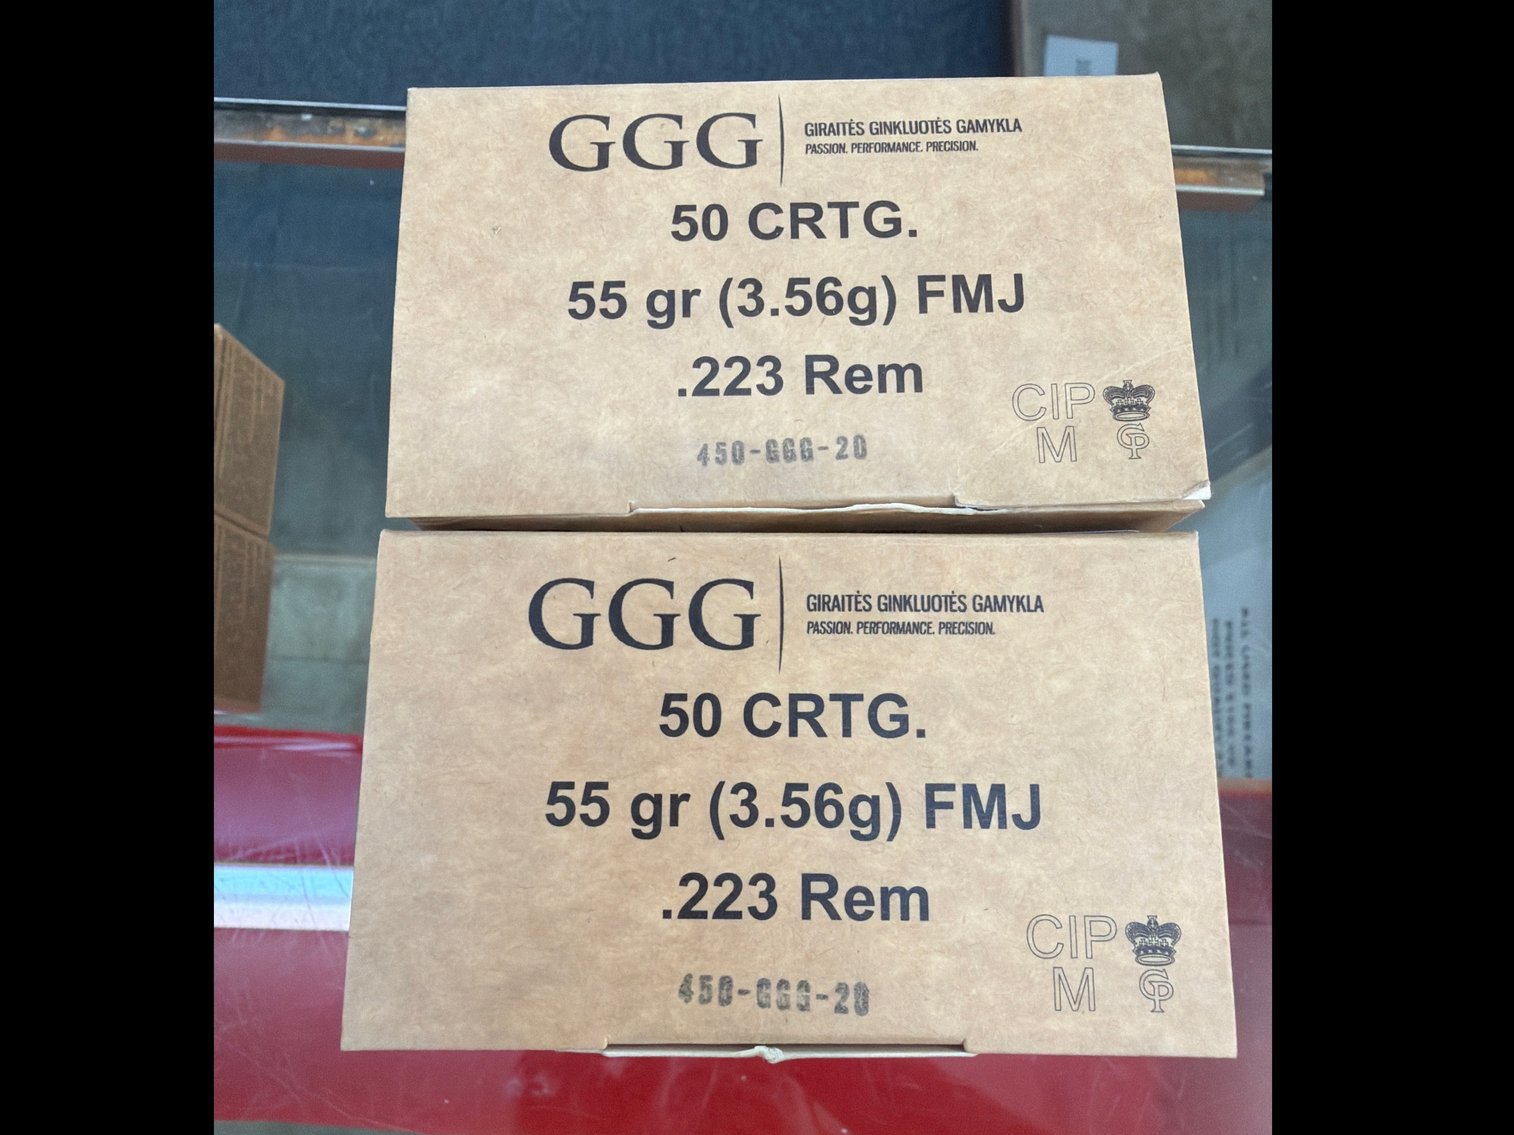 GGG
GIRAITĖS GINKLUOTĖS GAMYKLA
PASSION. PERFORMANCE. PRECISION.
50 CRTG.
55 gr (3.56g) FMJ
.223 Rem
CIP
M
GP
450-GGG-20
GGG
GIRAITĖS GINKLUOTĖS GAMYKLA
PASSION. PERFORMANCE. PRECISION.
50 CRTG.
55 gr (3.56g) FMJ
.223 Rem
CIP
M
GP
450-GGG-20